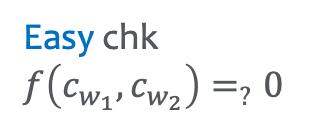 Easy chk
f(c_{w_1}, c_{w_2}) =_? 0